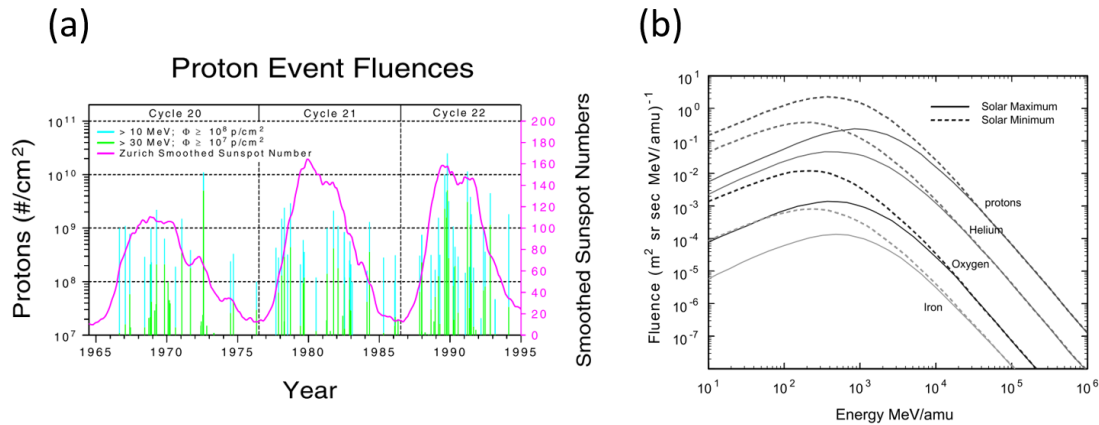 (a)
Proton Event Fluences
Cycle 20 Cycle 21 Cycle 22
> 10 MeV; Φ ≥ 10⁸ p/cm²
> 30 MeV; Φ ≥ 10⁷ p/cm²
Zurich Smoothed Sunspot Number
Protons (#/cm²)
10¹¹
10¹⁰
10⁹
10⁸
10⁷
200
180
160
140
120
100
80
60
40
20
0
Smoothed Sunspot Numbers
1965 1970 1975 1980 1985 1990 1995
Year
(b)
Solar Maximum
Solar Minimum
Fluence (m² sr sec MeV/amu)⁻¹
10¹
10⁰
10⁻¹
10⁻²
10⁻³
10⁻⁴
10⁻⁵
10⁻⁶
10⁻⁷
protons
Helium
Oxygen
Iron
10¹ 10² 10³ 10⁴ 10⁵ 10⁶
Energy MeV/amu